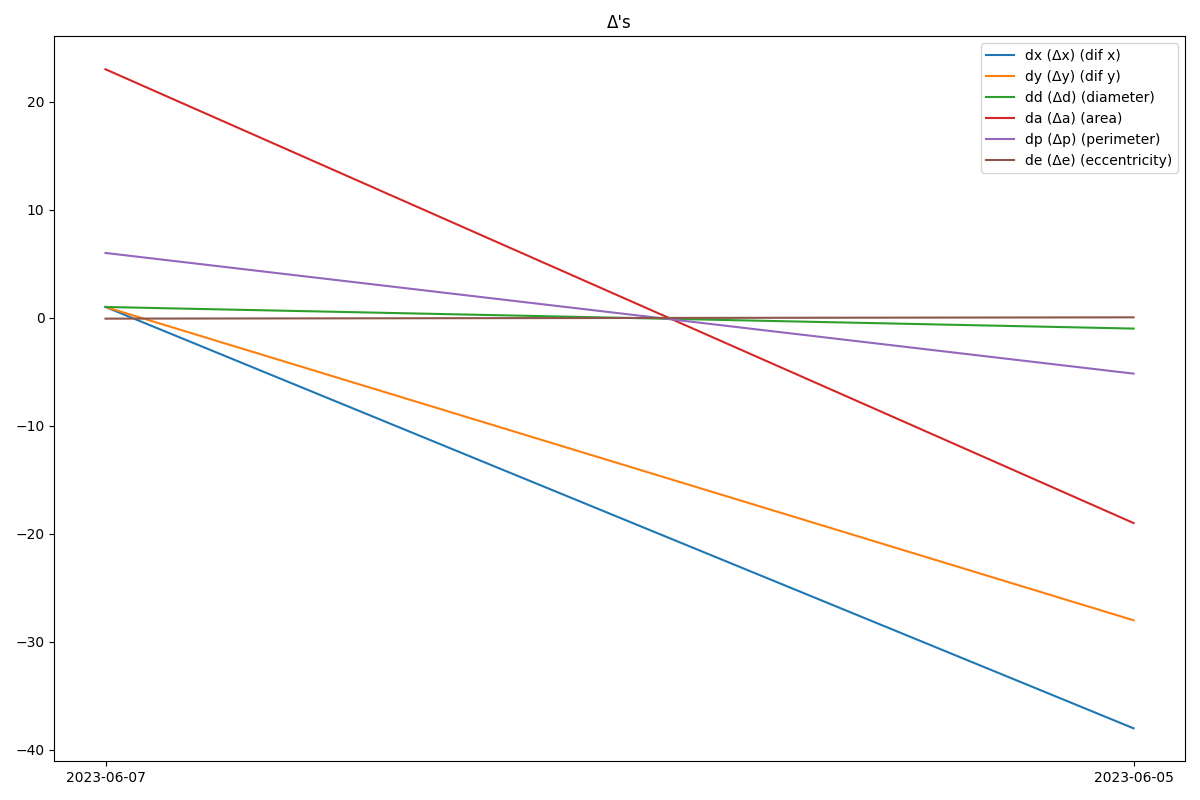 Δ's
dx (Δx) (dif x)
dy (Δy) (dif y)
dd (Δd) (diameter)
da (Δa) (area)
dp (Δp) (perimeter)
de (Δe) (eccentricity)
20
10
0
−10
−20
−30
−40
2023-06-07 2023-06-05